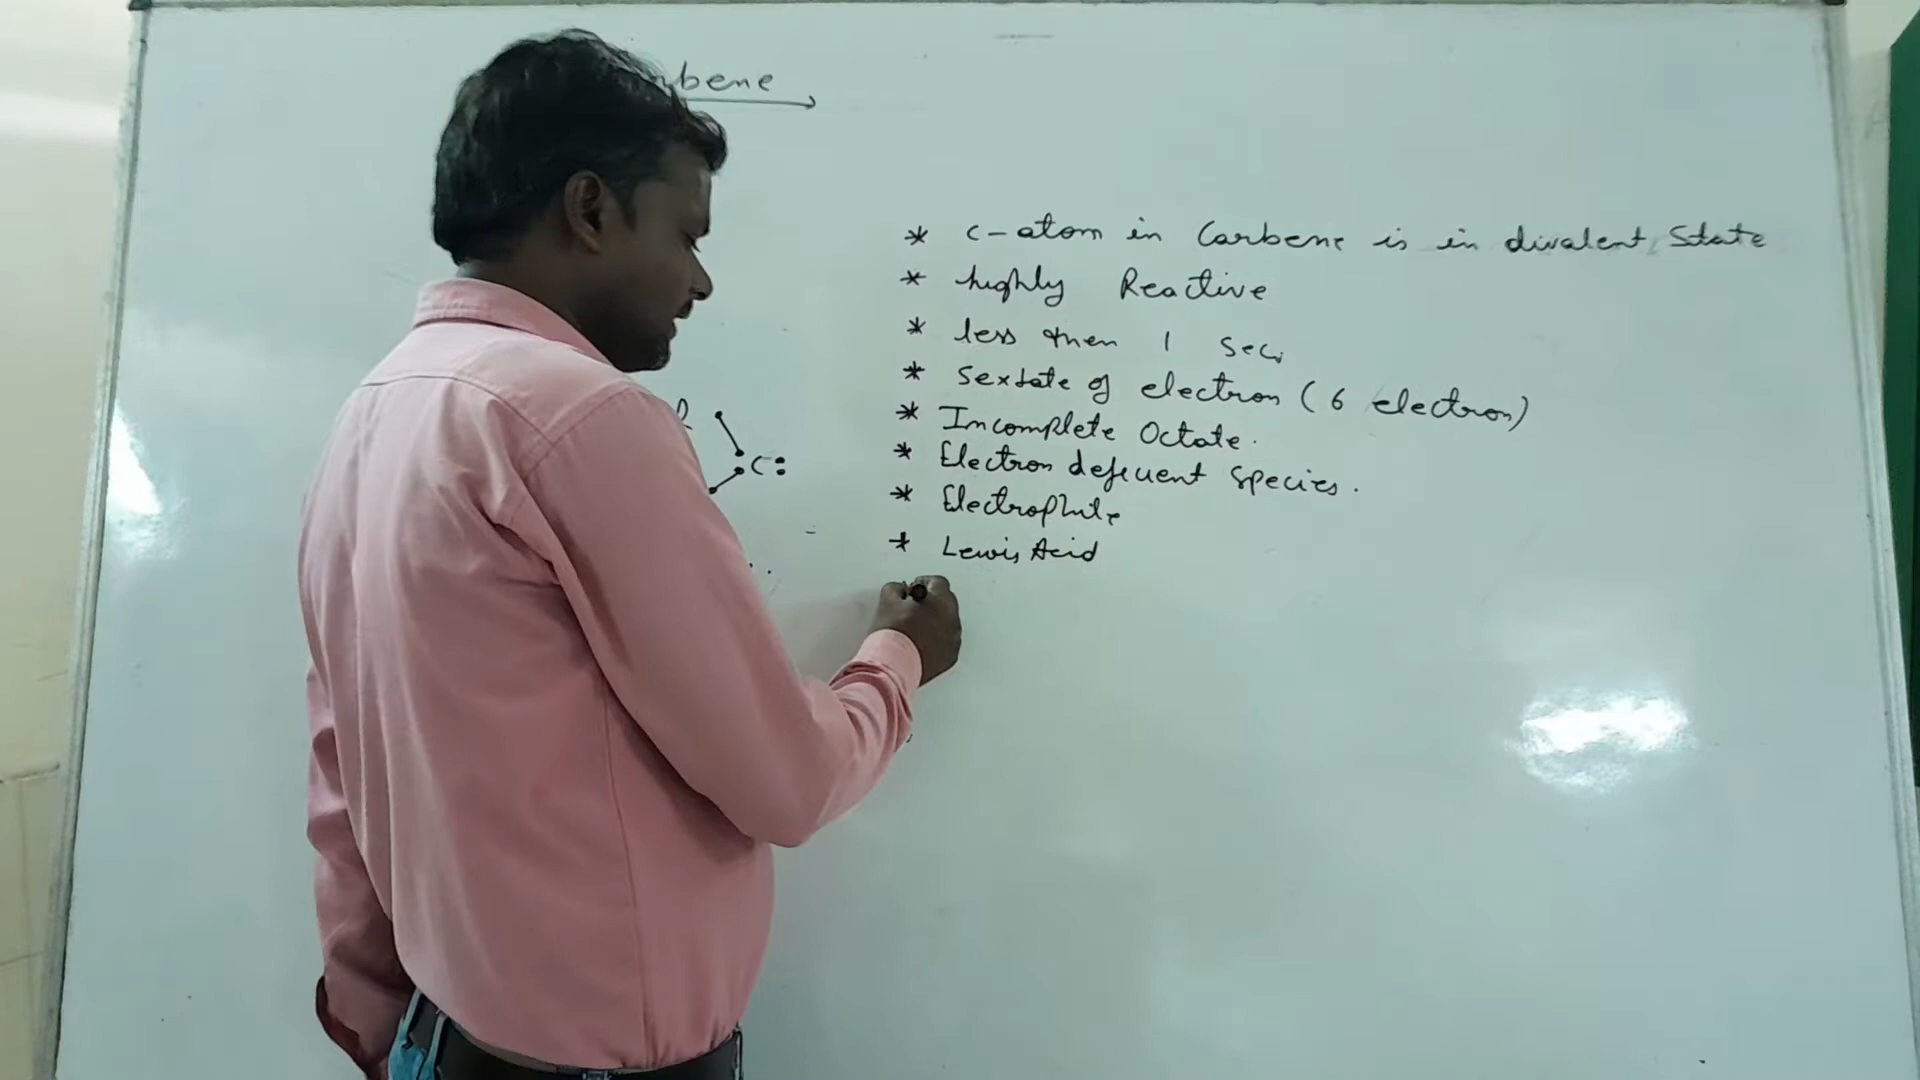 bene
* C-atom in Carbene is in divalent State
* highly Reactive
* less then 1 Sec,
* Sextate of electron (6 electron)
* Incomplete Octate.
C:
* Electron deficient Species.
* Electrophile
* Lewis Acid